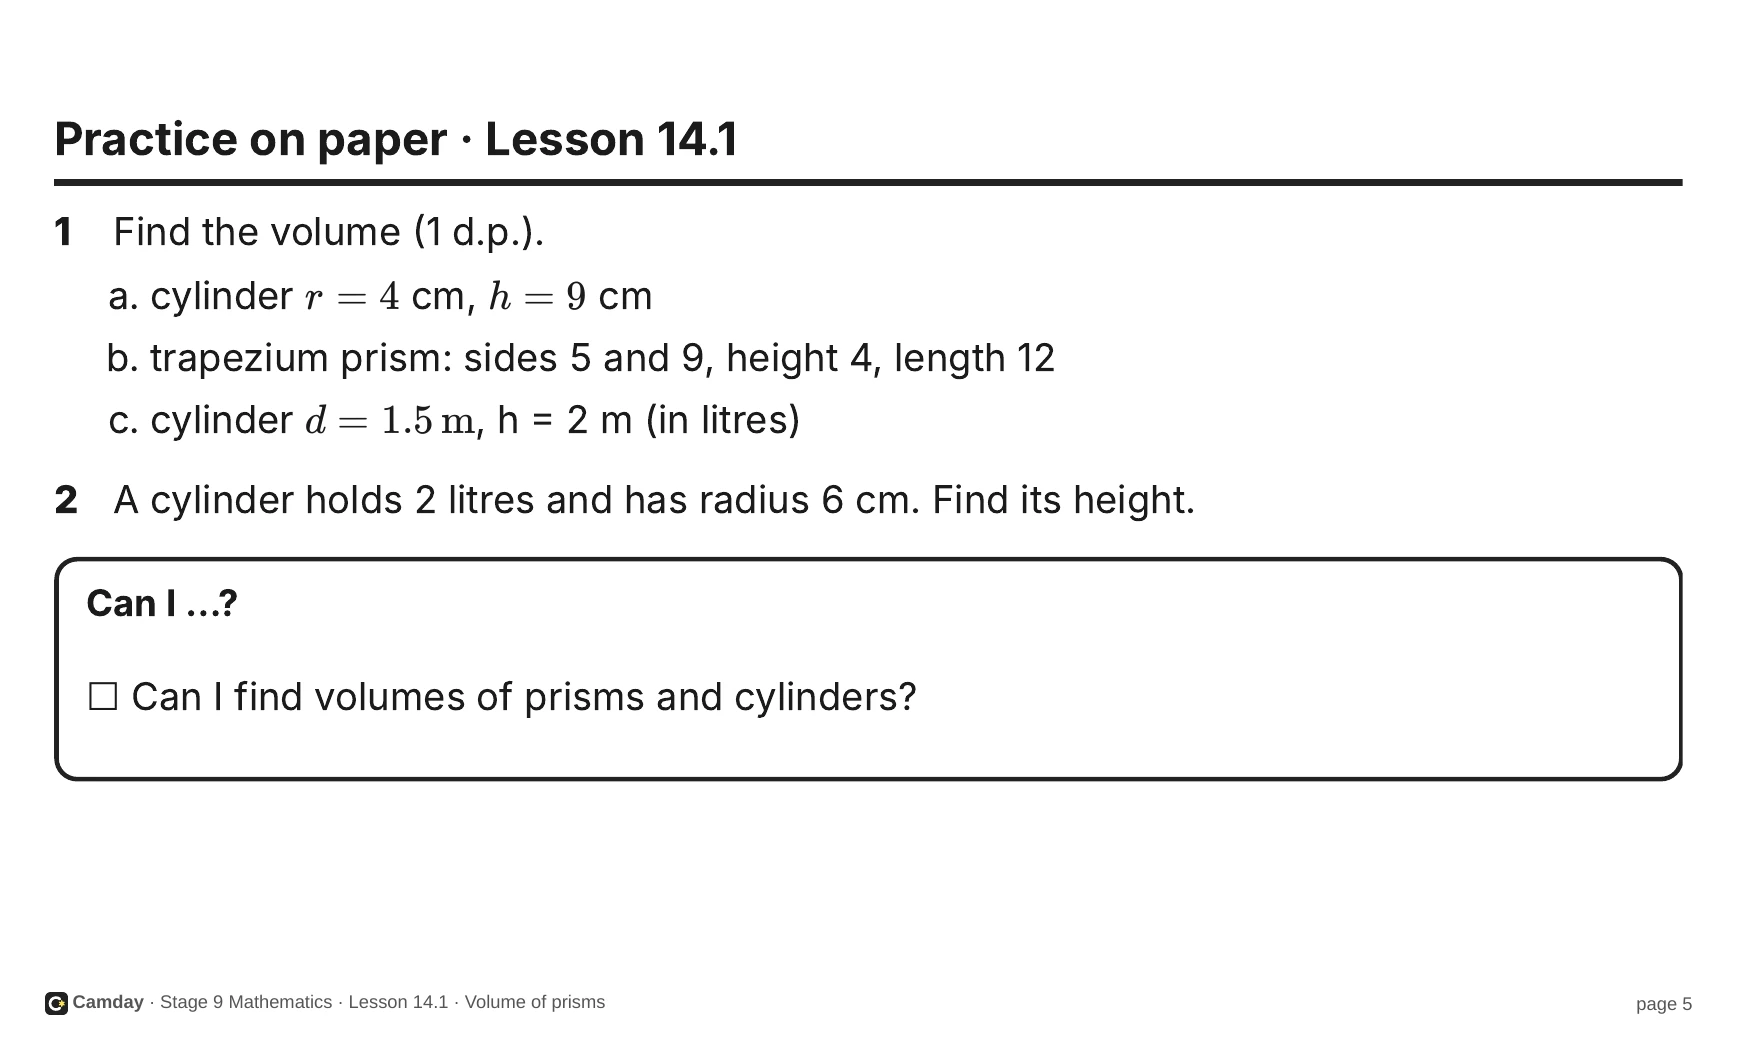 Practice on paper · Lesson 14.1
1 Find the volume (1 d.p.).
a. cylinder r = 4 cm, h = 9 cm
b. trapezium prism: sides 5 and 9, height 4, length 12
c. cylinder d = 1.5 m, h = 2 m (in litres)
2 A cylinder holds 2 litres and has radius 6 cm. Find its height.
Can I …?
☐ Can I find volumes of prisms and cylinders?
Camday · Stage 9 Mathematics · Lesson 14.1 · Volume of prisms
page 5